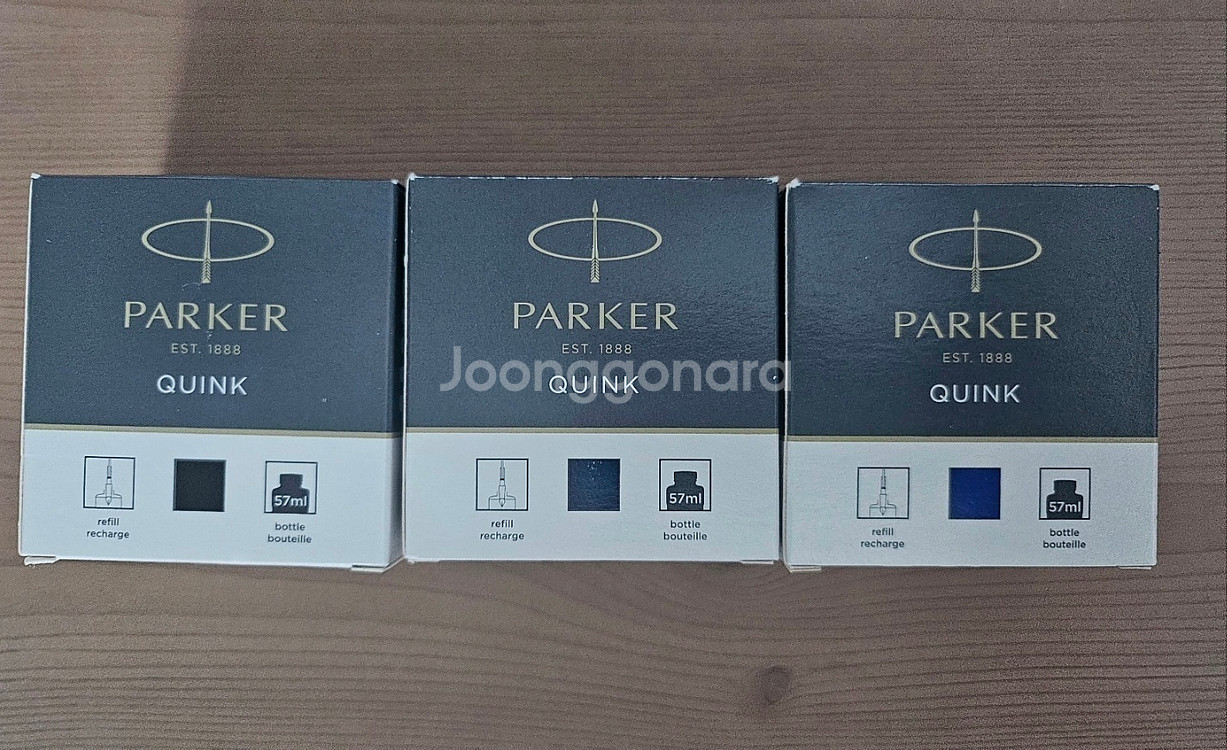 PARKER
EST. 1888
QUINK
refill
recharge
57ml
bottle
bouteille
PARKER
EST. 1888
QUINK
refill
recharge
57ml
bottle
bouteille
PARKER
EST. 1888
QUINK
refill
recharge
57ml
bottle
bouteille
Joonggonara